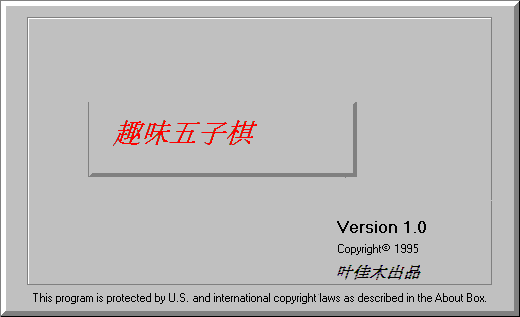 趣味五子棋
Version 1.0
Copyright© 1995
叶佳木出品
This program is protected by U.S. and international copyright laws as described in the About Box.